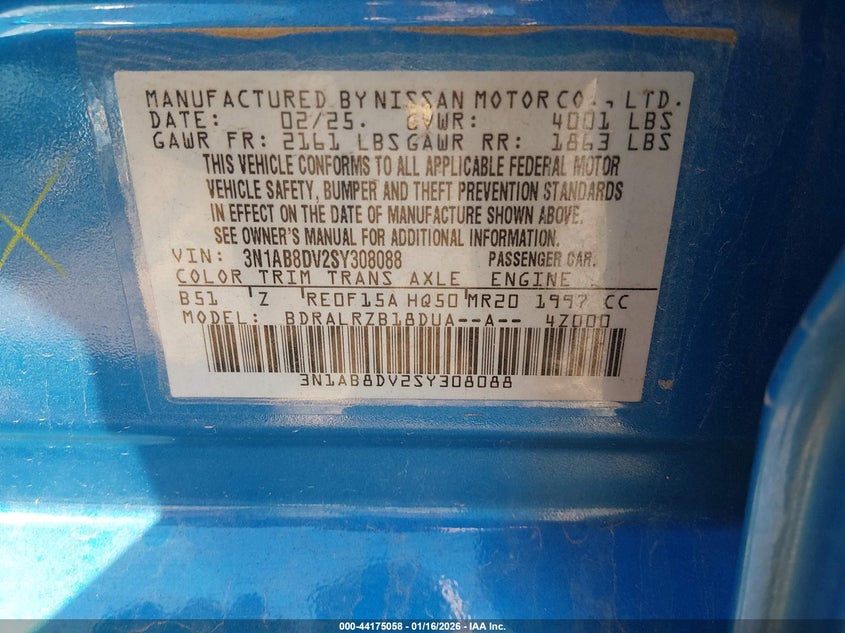 MANUFACTURED BY NISSAN MOTOR CO., LTD.
DATE: 02/25. GVWR: 4001 LBS
GAWR FR: 2161 LBS GAWR RR: 1863 LBS
THIS VEHICLE CONFORMS TO ALL APPLICABLE FEDERAL MOTOR
VEHICLE SAFETY, BUMPER AND THEFT PREVENTION STANDARDS
IN EFFECT ON THE DATE OF MANUFACTURE SHOWN ABOVE.
SEE OWNER'S MANUAL FOR ADDITIONAL INFORMATION.
VIN: 3N1AB8DV2SY308088 PASSENGER CAR.
COLOR TRIM TRANS AXLE ENGINE
B51 Z RE0F15A HQ50 MR20 1997 CC
MODEL: BDRALRZB18DUA--A-- 4Z000
3N1AB8DV2SY308088
000-44175058 - 01/16/2026 - IAA Inc.